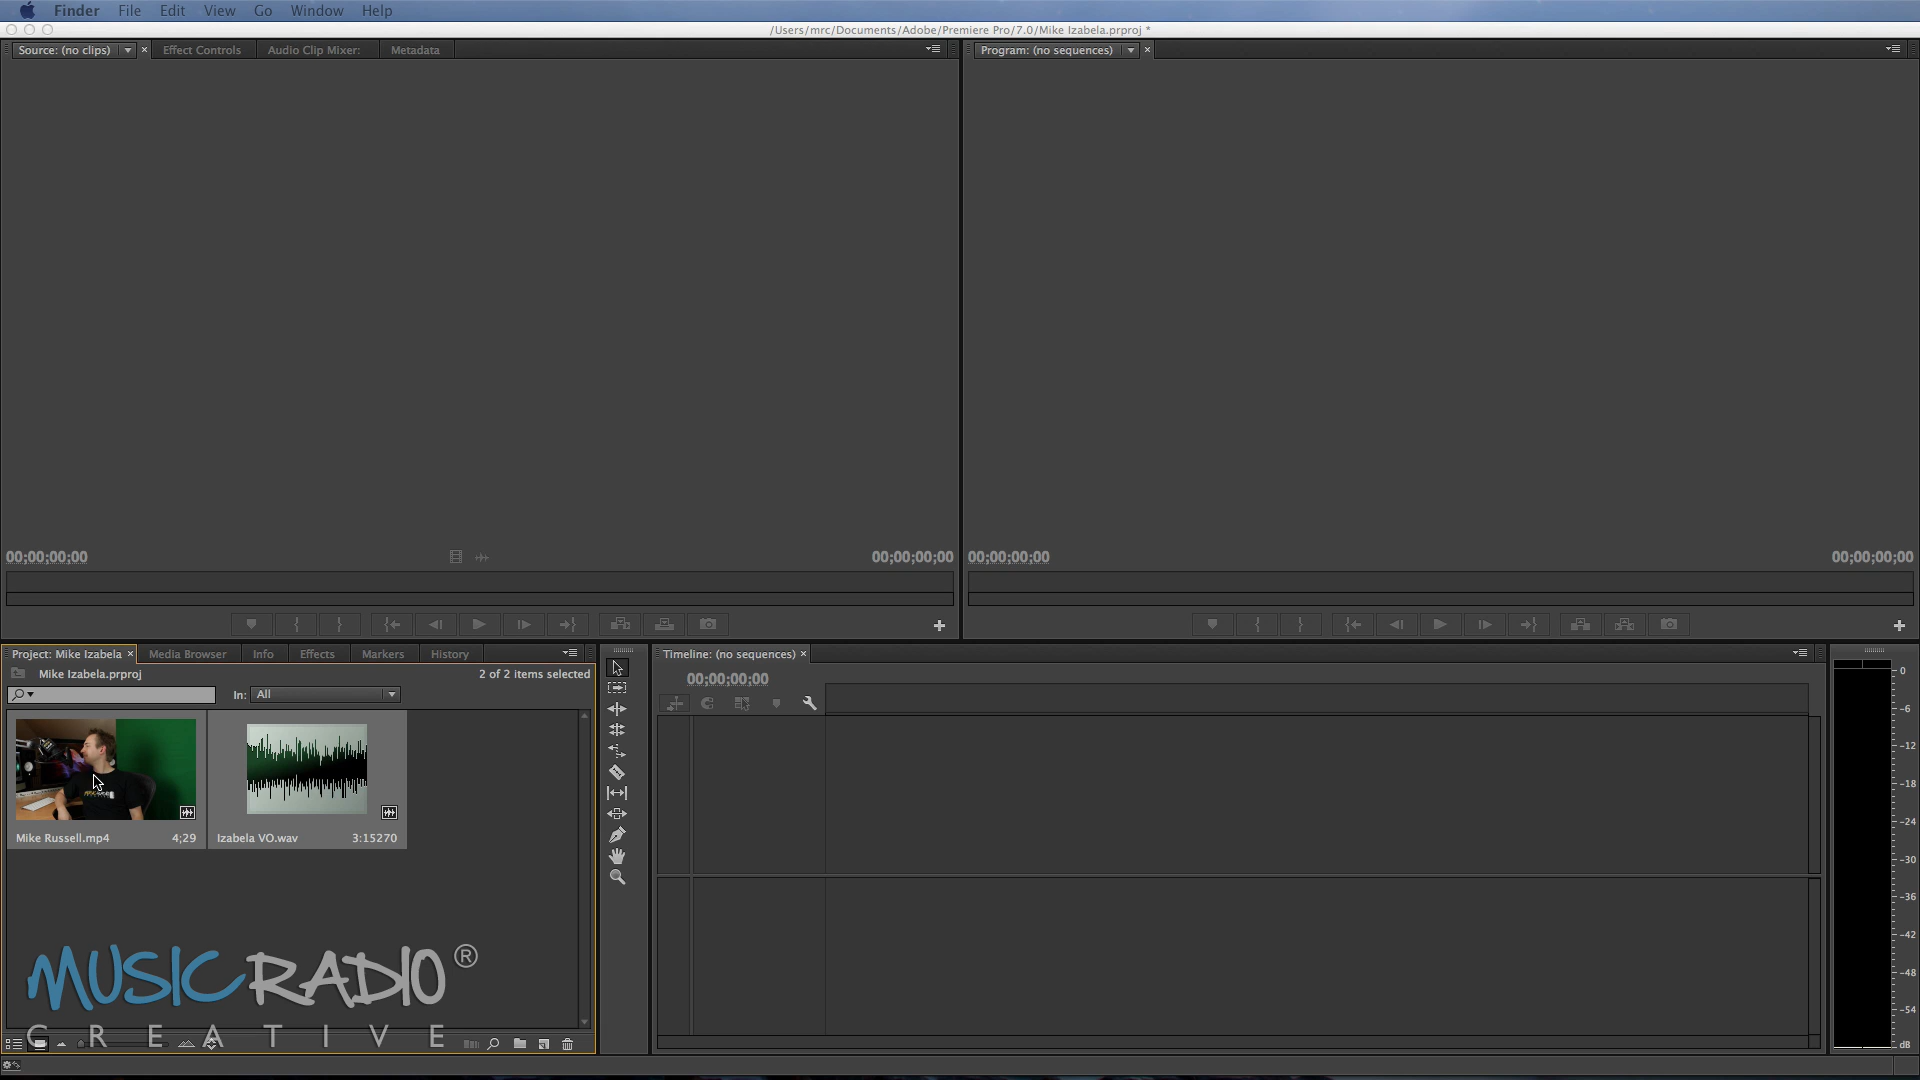 Finder File Edit View Go Window Help
/Users/mrc/Documents/Adobe/Premiere Pro/7.0/Mike Izabela.prproj *
Source: (no clips) Effect Controls Audio Clip Mixer: Metadata
Program: (no sequences)
00;00;00;00 00;00;00;00
00;00;00;00 00;00;00;00
Project: Mike Izabela Media Browser Info Effects Markers History
Mike Izabela.prproj 2 of 2 items selected
In: All
Mike Russell.mp4 4;29
Izabela VO.wav 3:15270
Timeline: (no sequences)
00;00;00;00
0
-6
-12
-18
-24
-30
-36
-42
-48
-54
dB
MUSIC RADIO ®
CREATIVE